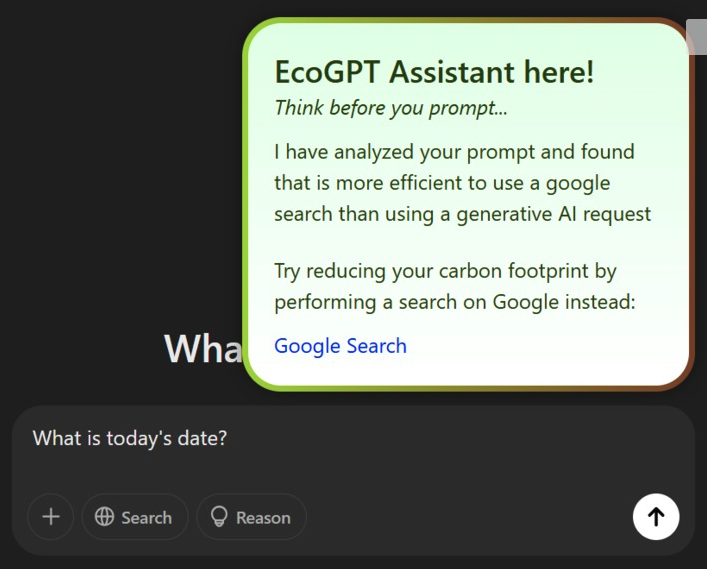 EcoGPT Assistant here!
Think before you prompt...
I have analyzed your prompt and found
that is more efficient to use a google
search than using a generative AI request
Try reducing your carbon footprint by
performing a search on Google instead:
Google Search
Wha
What is today's date?
Search
Reason